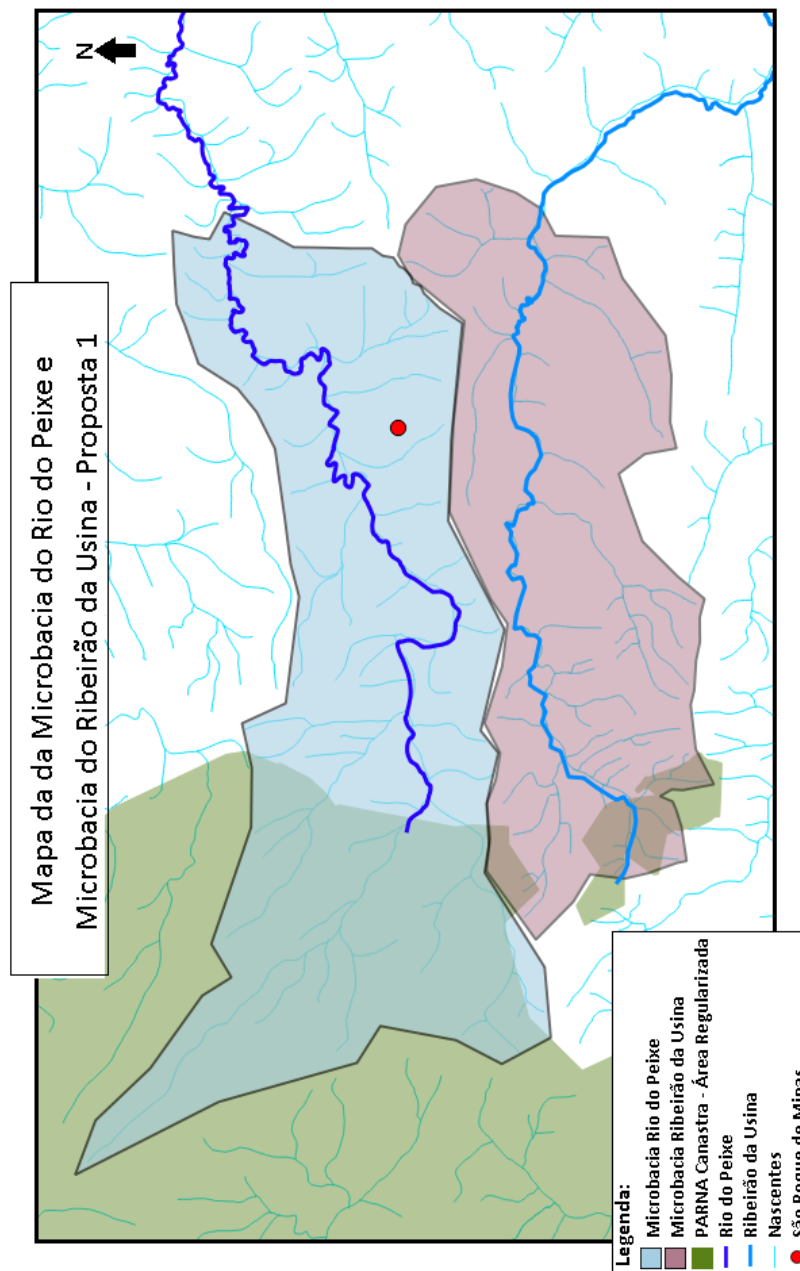 Mapa da da Microbacia do Rio do Peixe e
Microbacia do Ribeirão da Usina - Proposta 1
N
Legenda:
Microbacia Rio do Peixe
Microbacia Ribeirão da Usina
PARNA Canastra - Área Regularizada
Rio do Peixe
Ribeirão da Usina
Nascentes
São Roque de Minas